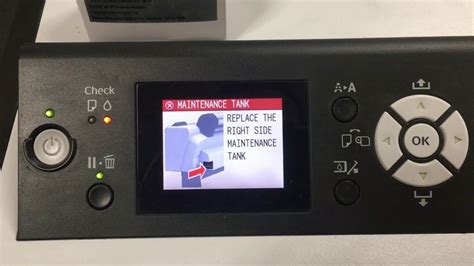 Check
MAINTENANCE TANK
REPLACE THE
RIGHT SIDE
MAINTENANCE
TANK
A▸A
OK